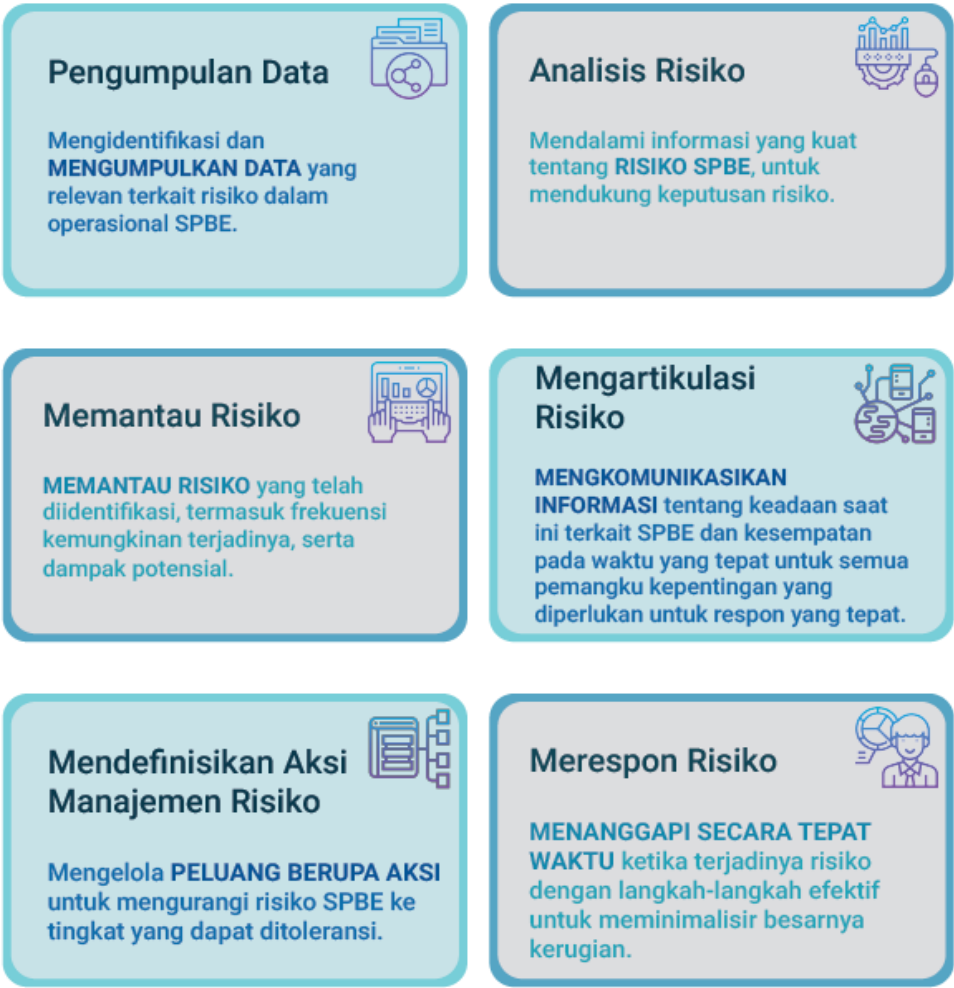 Pengumpulan Data
Mengidentifikasi dan
MENGUMPULKAN DATA yang
relevan terkait risiko dalam
operasional SPBE.
Analisis Risiko
Mendalami informasi yang kuat
tentang RISIKO SPBE, untuk
mendukung keputusan risiko.
Memantau Risiko
MEMANTAU RISIKO yang telah
diidentifikasi, termasuk frekuensi
kemungkinan terjadinya, serta
dampak potensial.
Mengartikulasi
Risiko
MENGKOMUNIKASIKAN
INFORMASI tentang keadaan saat
ini terkait SPBE dan kesempatan
pada waktu yang tepat untuk semua
pemangku kepentingan yang
diperlukan untuk respon yang tepat.
Mendefinisikan Aksi
Manajemen Risiko
Mengelola PELUANG BERUPA AKSI
untuk mengurangi risiko SPBE ke
tingkat yang dapat ditoleransi.
Merespon Risiko
MENANGGAPI SECARA TEPAT
WAKTU ketika terjadinya risiko
dengan langkah-langkah efektif
untuk meminimalisir besarnya
kerugian.